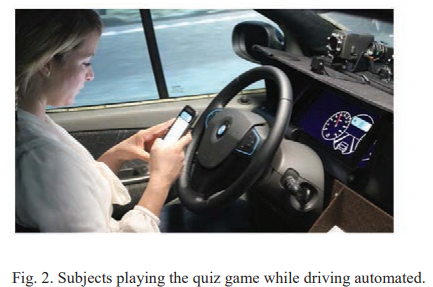 Fig. 2. Subjects playing the quiz game while driving automated.